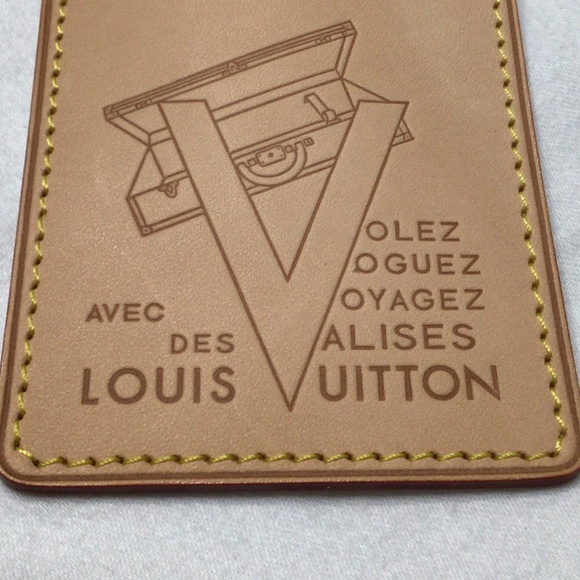 VOLEZ
VOGUEZ
VOYAGEZ
AVEC
DES VALISES
LOUIS VUITTON